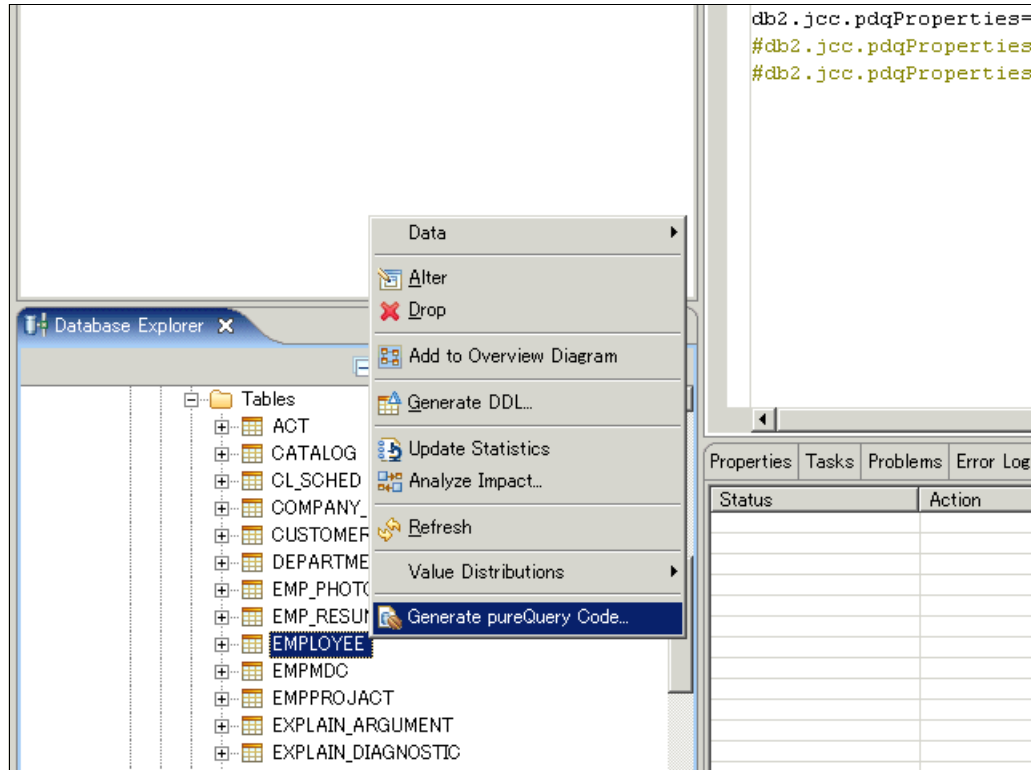 db2.jcc.pdqProperties=
#db2.jcc.pdqProperties
#db2.jcc.pdqProperties
Data
Alter
Drop
Add to Overview Diagram
Generate DDL...
Update Statistics
Analyze Impact...
Refresh
Value Distributions
Generate pureQuery Code...
Database Explorer
Tables
ACT
CATALOG
CL_SCHED
COMPANY_
CUSTOMER
DEPARTME
EMP_PHOTO
EMP_RESUM
EMPLOYEE
EMPMDC
EMPPROJACT
EXPLAIN_ARGUMENT
EXPLAIN_DIAGNOSTIC
Properties Tasks Problems Error Log
Status Action